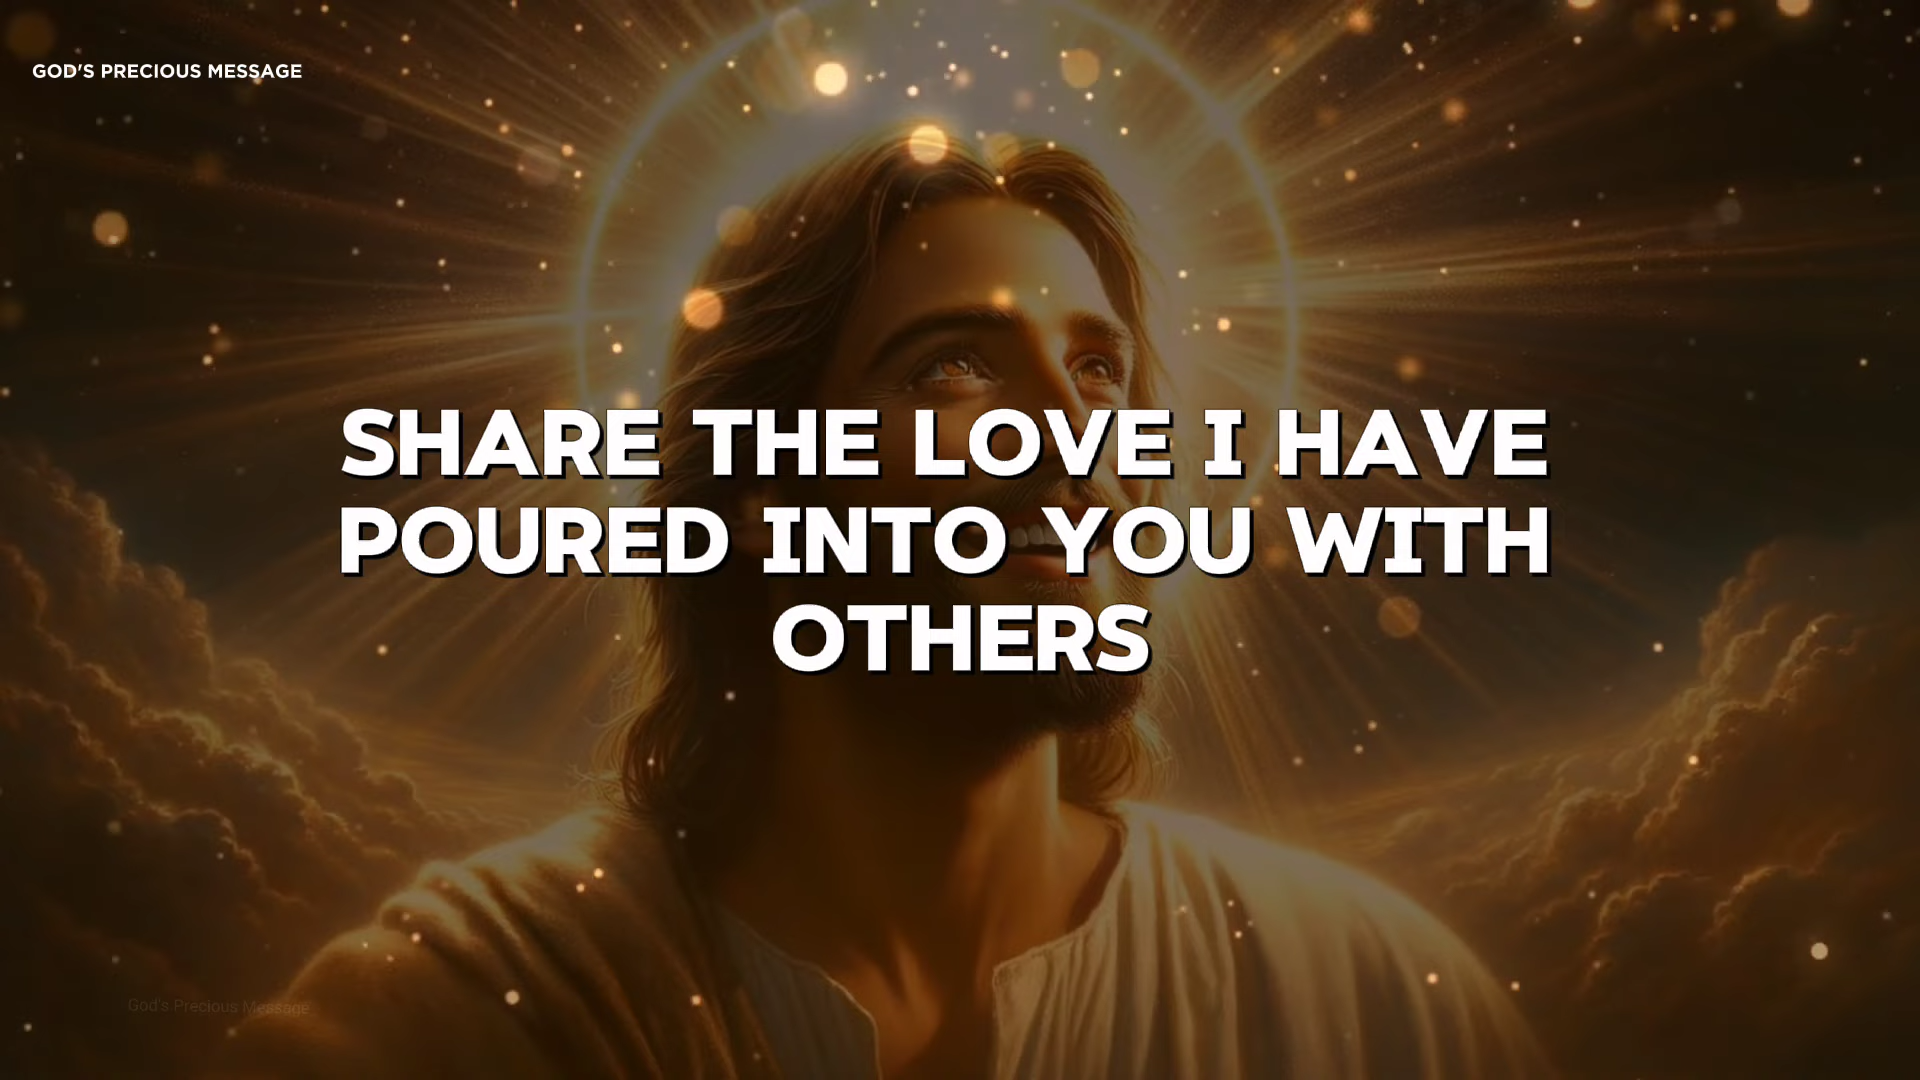 GOD'S PRECIOUS MESSAGE
SHARE THE LOVE I HAVE
POURED INTO YOU WITH
OTHERS
God's Precious Message